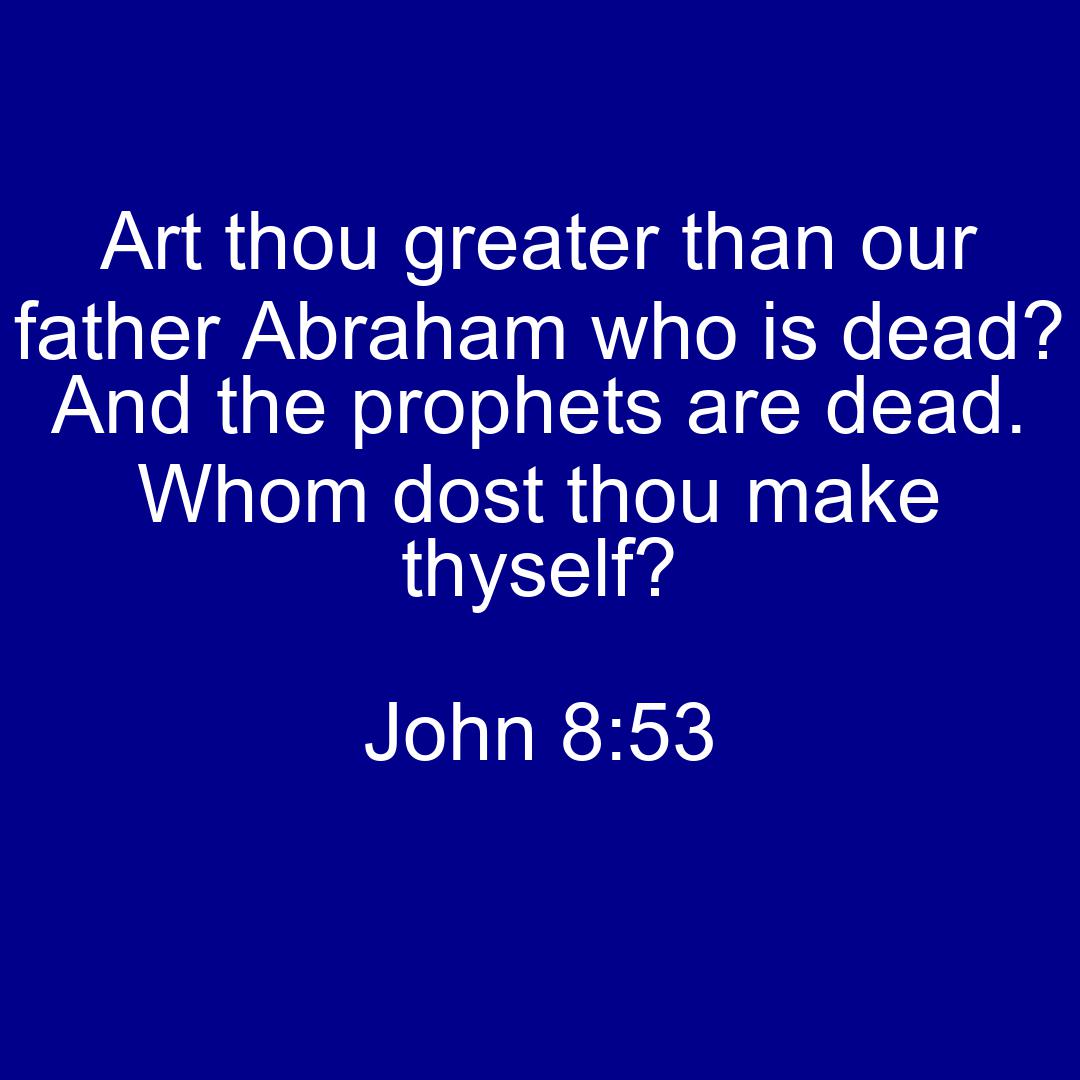 Art thou greater than our
father Abraham who is dead?
And the prophets are dead.
Whom dost thou make
thyself?
John 8:53